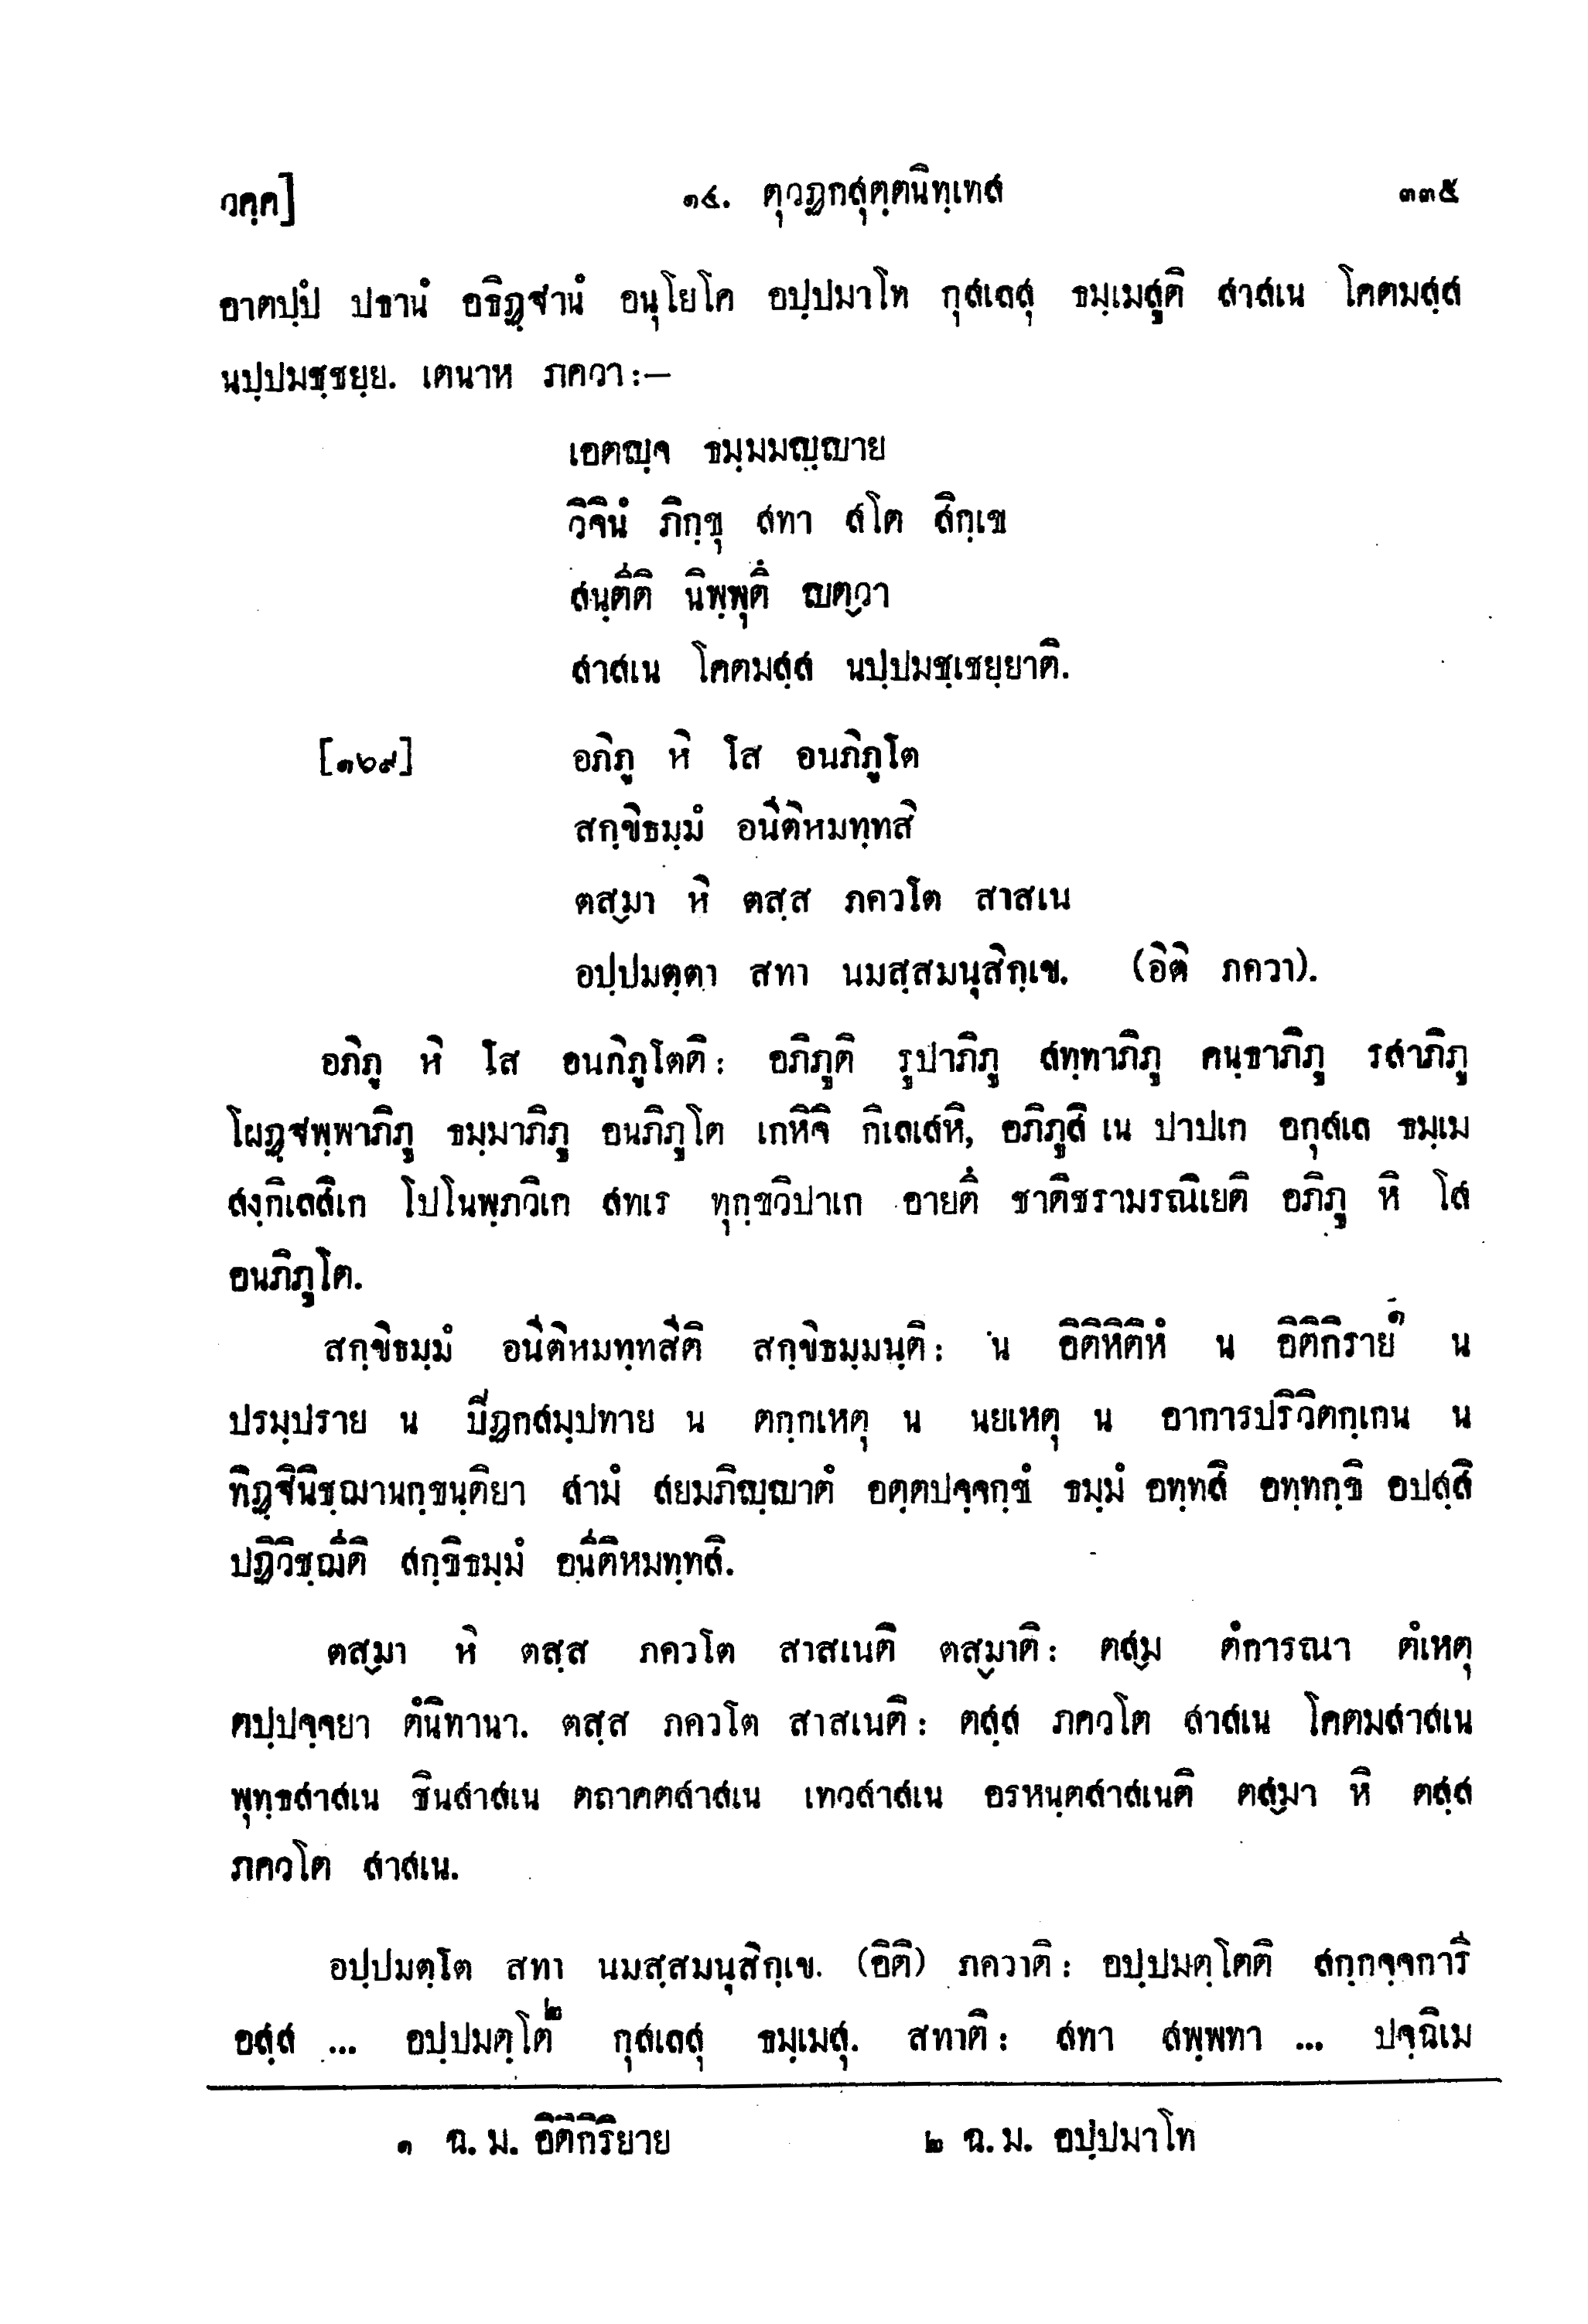 วคฺค]	๑๔. ตุวฏกสุตฺตนิทฺเทส	๓๓๕
อาตปฺปํ ปธานํ อธิฏฺฐานํ อนุโยโค อปฺปมาโท กุสเลสุ ธมฺเมสูติ สาสเน โคตมสฺส
นปฺปมชฺชยฺย. เตนาห ภควา :—
เอตญฺจ ธมฺมมญฺญาย
วิจินํ ภิกฺขุ สทา สโต สิกฺเข
สนฺตีติ นิพฺพุตึ ญตฺวา
สาสเน โคตมสฺส นปฺปมชฺเชยฺยาติ.
[๑๖๙]	อภิภู หิ โส อนภิภูโต
สกฺขิธมฺมํ อนีติหมทฺทสิ
ตสฺมา หิ ตสฺส ภควโต สาสเน
อปฺปมตฺตา สทา นมสฺสมนุสิกฺเข. (อิติ ภควา).
อภิภู หิ โส อนภิภูโตติ : อภิภูติ รูปาภิภู สทฺทาภิภู คนฺธาภิภู รสาภิภู
โผฏฺฐพฺพาภิภู ธมฺมาภิภู อนภิภูโต เกหิจิ กิเลเสหิ, อภิภูสิ เน ปาปเก อกุสเล ธมฺเม
สงฺกิเลสิเก โปโนพฺภวิเก สทเร ทุกฺขวิปาเก อายตึ ชาติชรามรณิเยติ อภิภู หิ โส
อนภิภูโต.
สกฺขิธมฺมํ อนีติหมทฺทสีติ สกฺขิธมฺมนฺติ : น อิติหิติหํ น อิติกิราย๑ น
ปรมฺปราย น ปิฏกสมฺปทาย น ตกฺกเหตุ น นยเหตุ น อาการปริวิตกฺเกน น
ทิฏฺฐินิชฺฌานกฺขนฺติยา สามํ สยมภิญฺญาตํ อตฺตปจฺจกฺขํ ธมฺมํ อทฺทสิ อทฺทกฺขิ อปสฺสิ
ปฏิวิชฺฌีติ สกฺขิธมฺมํ อนีติหมทฺทสิ.
ตสฺมา หิ ตสฺส ภควโต สาสเนติ ตสฺมาติ : ตสฺม ตํการณา ตํเหตุ
ตปฺปจฺจยา ตํนิทานา. ตสฺส ภควโต สาสเนติ : ตสฺส ภควโต สาสเน โคตมสาสเน
พุทฺธสาสเน ชินสาสเน ตถาคตสาสเน เทวสาสเน อรหนฺตสาสเนติ ตสฺมา หิ ตสฺส
ภควโต สาสเน.
อปฺปมตฺโต สทา นมสฺสมนุสิกฺเข. (อิติ) ภควาติ : อปฺปมตฺโตติ สกฺกจฺจการี
อสฺส ... อปฺปมตฺโต๒ กุสเลสุ ธมฺเมสุ. สทาติ : สทา สพฺพทา ... ปจฺฉิเม
๑ ฉ. ม. อิติกิริยาย	๒ ฉ. ม. อปฺปมาโท